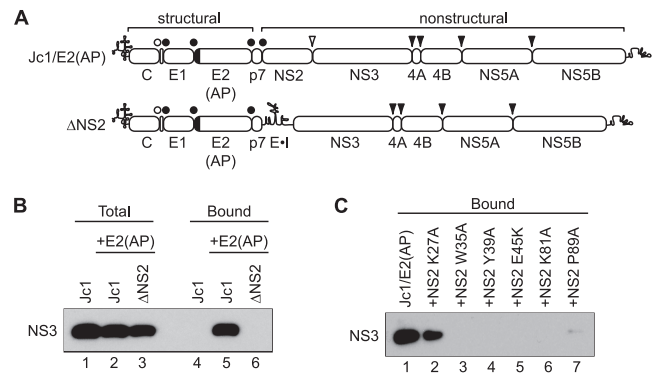 A
structural
nonstructural
Jc1/E2(AP)
C E1 E2 (AP) p7 NS2 NS3 4A 4B NS5A NS5B
ΔNS2
C E1 E2 (AP) p7 E•I NS3 4A 4B NS5A NS5B
B
Total Bound
+E2(AP) +E2(AP)
Jc1 Jc1 ΔNS2 Jc1 Jc1 ΔNS2
NS3
1 2 3 4 5 6
C
Bound
Jc1/E2(AP) +NS2 K27A +NS2 W35A +NS2 Y39A +NS2 E45K +NS2 K81A +NS2 P89A
NS3
1 2 3 4 5 6 7